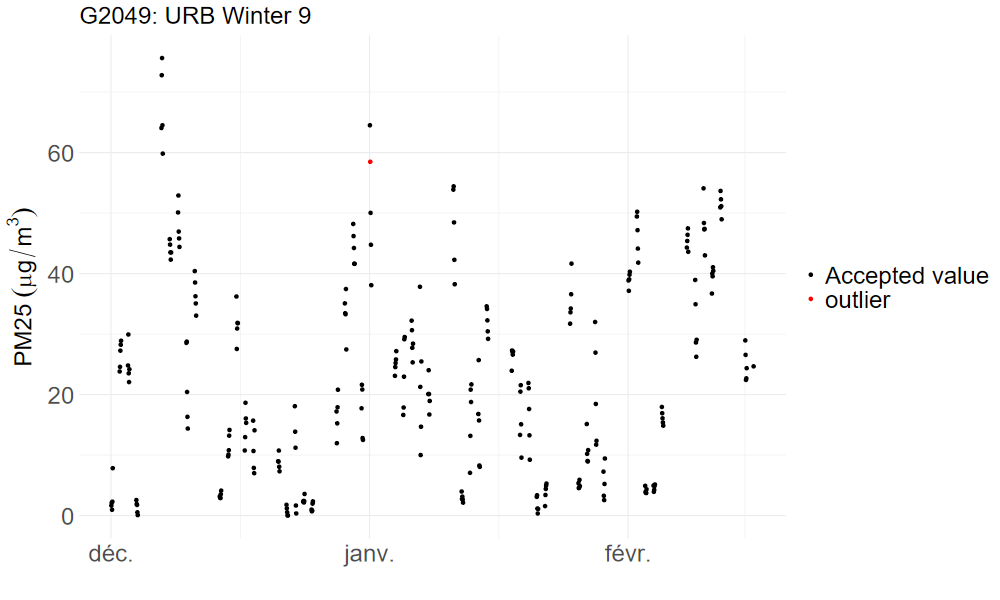 G2049: URB Winter 9
PM25 (μg/m³)
60
40
20
0
déc.
janv.
févr.
Accepted value
outlier